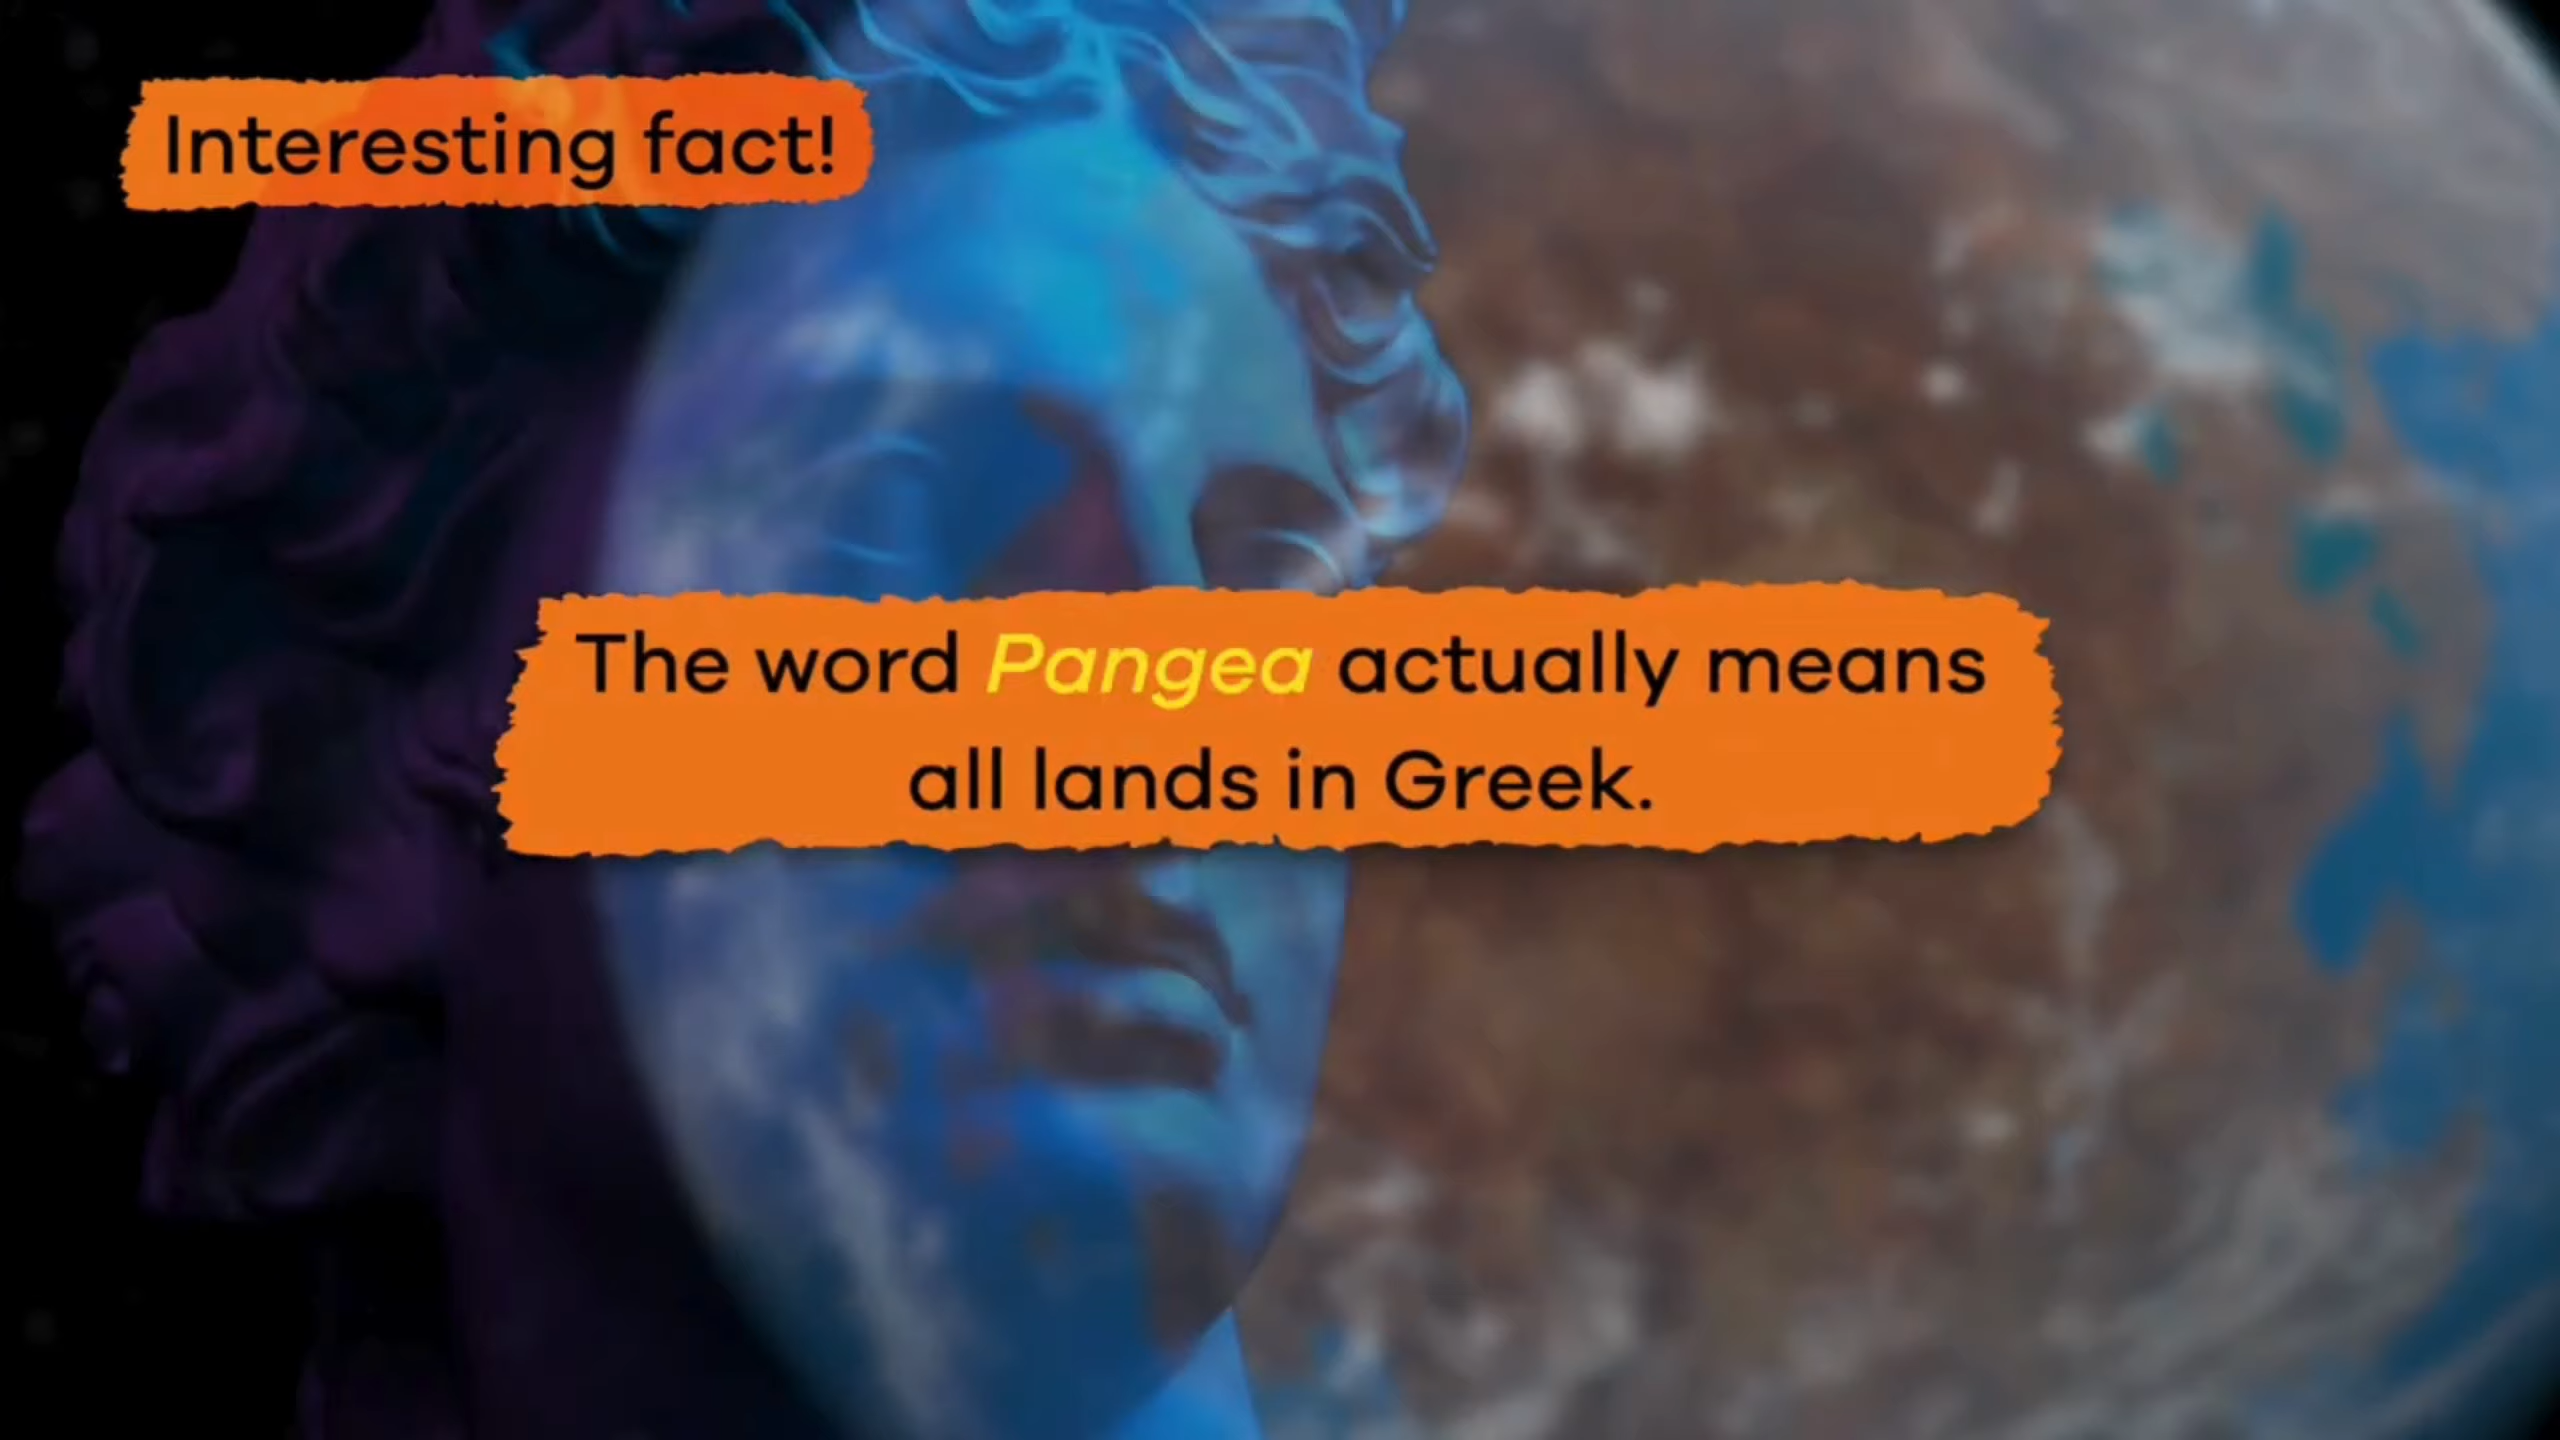 Interesting fact!
The word Pangea actually means
all lands in Greek.